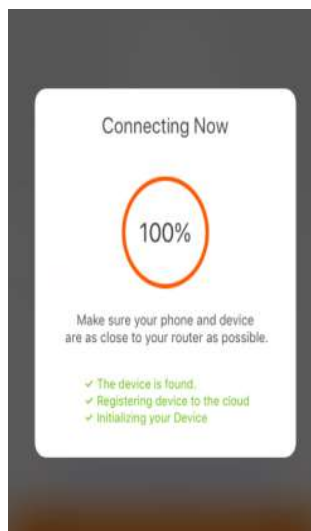 Connecting Now
100%
Make sure your phone and device
are as close to your router as possible.
✓ The device is found.
✓ Registering device to the cloud
✓ Initializing your Device